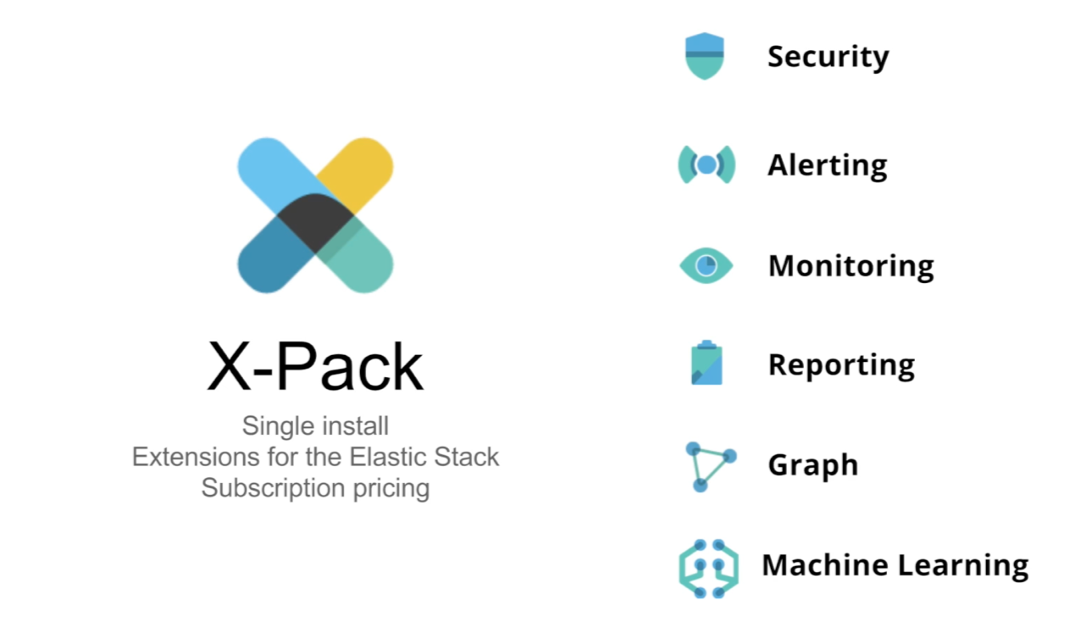 X-Pack
Single install
Extensions for the Elastic Stack
Subscription pricing
Security
Alerting
Monitoring
Reporting
Graph
Machine Learning